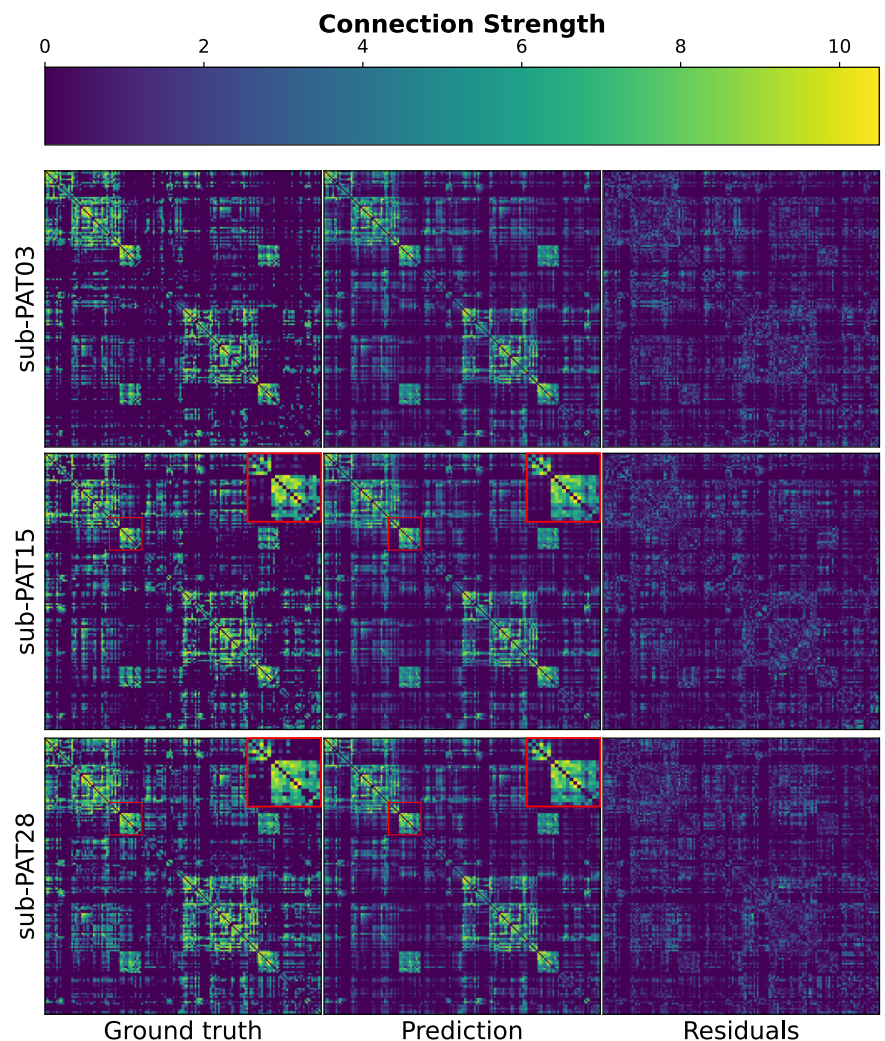 Connection Strength
0 2 4 6 8 10
sub-PAT03
sub-PAT15
sub-PAT28
Ground truth Prediction Residuals